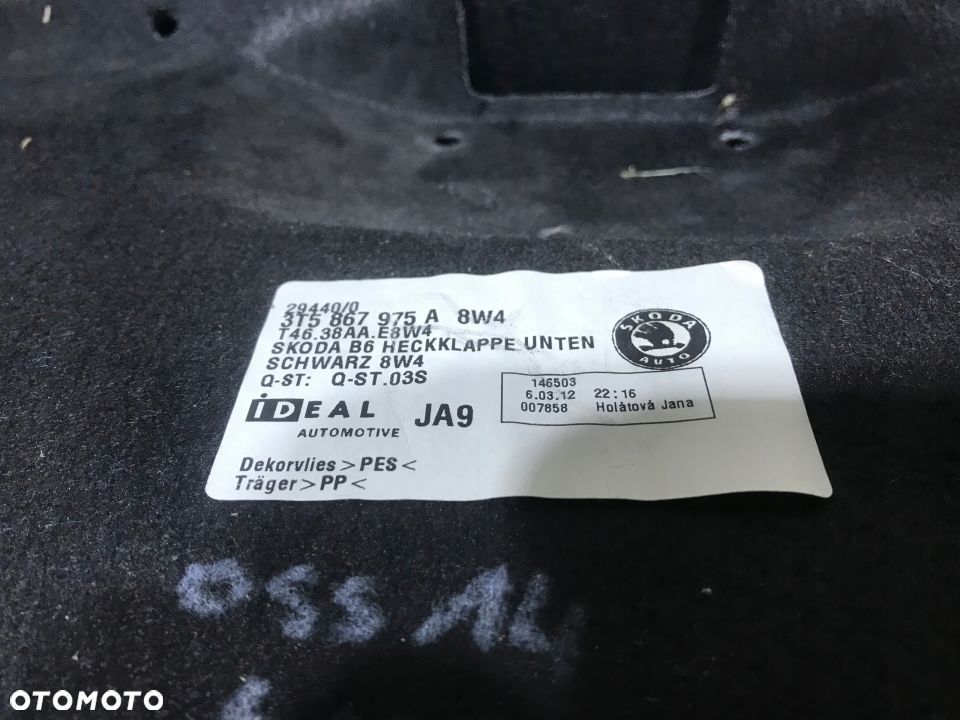 29440/0
3T5 867 975 A 8W4
T46.38AA.E8W4
SKODA B6 HECKKLAPPE UNTEN
SCHWARZ 8W4
Q-ST: Q-ST.03S
SKODA
AUTO
146503
6.03.12 22:16
007858 Holátová Jana
iDEAL
AUTOMOTIVE
JA9
Dekorvlies >PES<
Träger >PP<
OTOMOTO